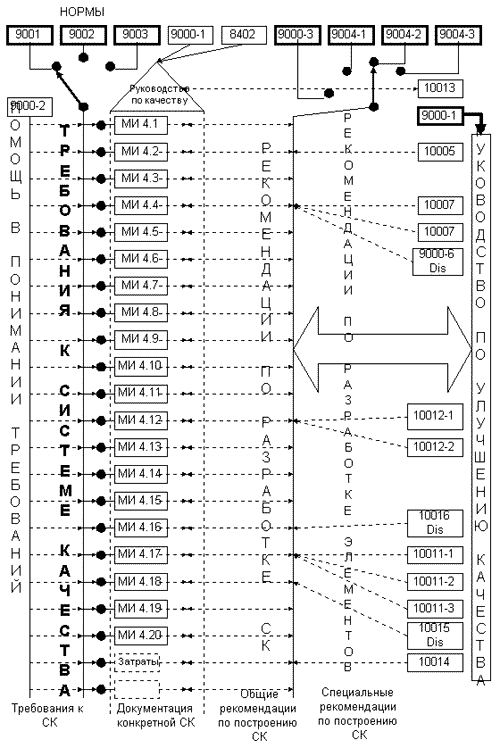 НОРМЫ
9001
9002
9003
9000-1
8402
9000-3
9004-1
9004-2
9004-3
Руководство
по качеству
10013
9000-2
9000-1
МИ 4.1
МИ 4.2
10005
МИ 4.3
МИ 4.4
10007
МИ 4.5
10007
МИ 4.6
9000-6
Dis
МИ 4.7
МИ 4.8
МИ 4.9
МИ 4.10
МИ 4.11
МИ 4.12
10012-1
МИ 4.13
10012-2
МИ 4.14
МИ 4.15
МИ 4.16
10016
Dis
МИ 4.17
10011-1
МИ 4.18
10011-2
МИ 4.19
10011-3
МИ 4.20
10015
Dis
Затраты
10014
ПОМОЩЬ В ПОНИМАНИИ ТРЕБОВАНИЙ
ТРЕБОВАНИЯ К СИСТЕМЕ КАЧЕСТВА
РЕКОМЕНДАЦИИ ПО РАЗРАБОТКЕ СК
РЕКОМЕНДАЦИИ ПО РАЗРАБОТКЕ ЭЛЕМЕНТОВ
УКОВОДСТВО ПО УЛУЧШЕНИЮ КАЧЕСТВА
Требования к
СК
Документация
конкретной СК
Общие
рекомендации
по построению
СК
Специальные
рекомендации
по построению
СК